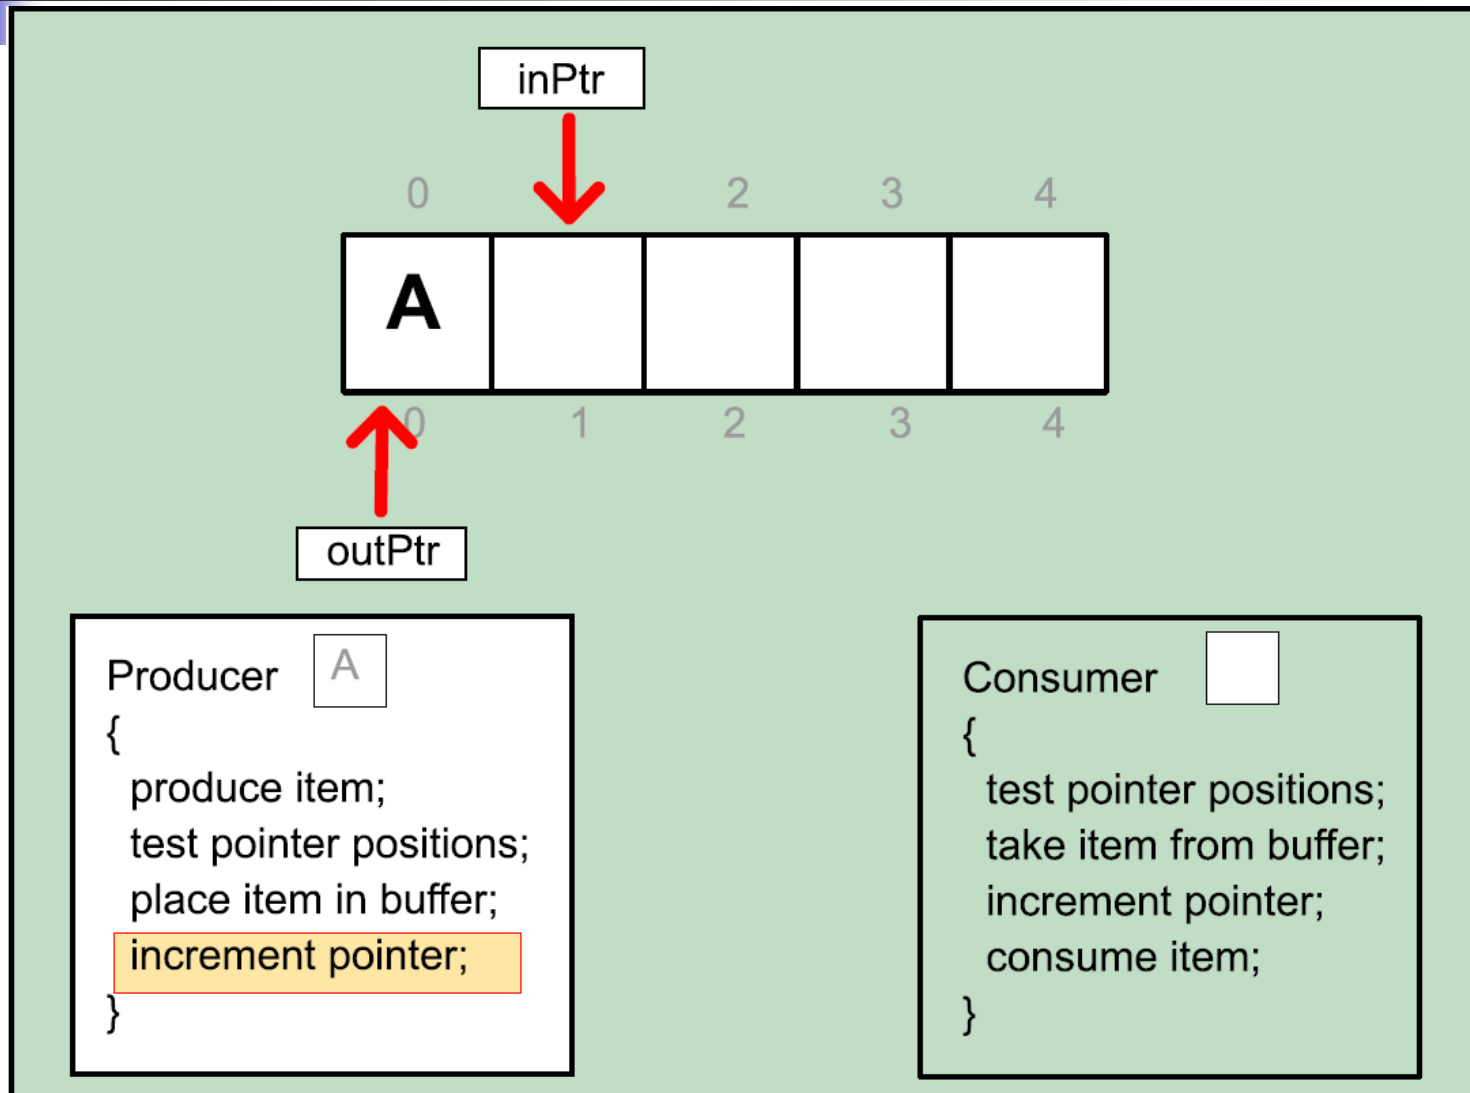 inPtr
0 2 3 4
A
0 1 2 3 4
outPtr
Producer A
{
produce item;
test pointer positions;
place item in buffer;
increment pointer;
}
Consumer
{
test pointer positions;
take item from buffer;
increment pointer;
consume item;
}